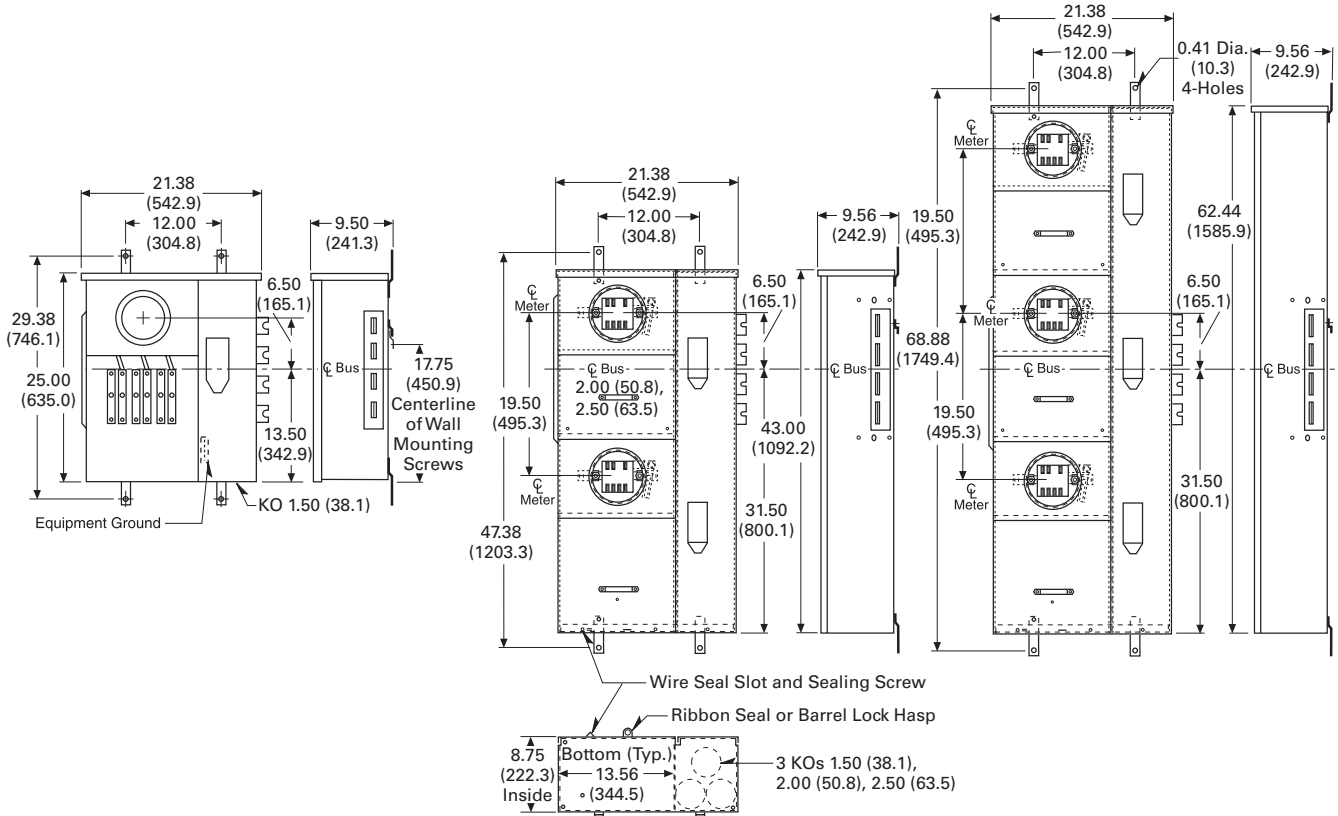 21.38
(542.9)
12.00
(304.8)
29.38
(746.1)
25.00
(635.0)
6.50
(165.1)
℄ Bus
13.50
(342.9)
KO 1.50 (38.1)
Equipment Ground
9.50
(241.3)
17.75
(450.9)
Centerline
of Wall
Mounting
Screws
21.38
(542.9)
12.00
(304.8)
℄
Meter
19.50
(495.3)
℄
Meter
47.38
(1203.3)
℄ Bus
2.00 (50.8),
2.50 (63.5)
6.50
(165.1)
43.00
(1092.2)
31.50
(800.1)
9.56
(242.9)
℄ Bus
Wire Seal Slot and Sealing Screw
Ribbon Seal or Barrel Lock Hasp
8.75
(222.3)
Inside
Bottom (Typ.)
13.56
(344.5)
3 KOs 1.50 (38.1),
2.00 (50.8), 2.50 (63.5)
21.38
(542.9)
12.00
(304.8)
0.41 Dia.
(10.3)
4-Holes
℄
Meter
19.50
(495.3)
℄
Meter
68.88
(1749.4)
19.50
(495.3)
℄
Meter
℄ Bus
62.44
(1585.9)
6.50
(165.1)
31.50
(800.1)
9.56
(242.9)
℄ Bus